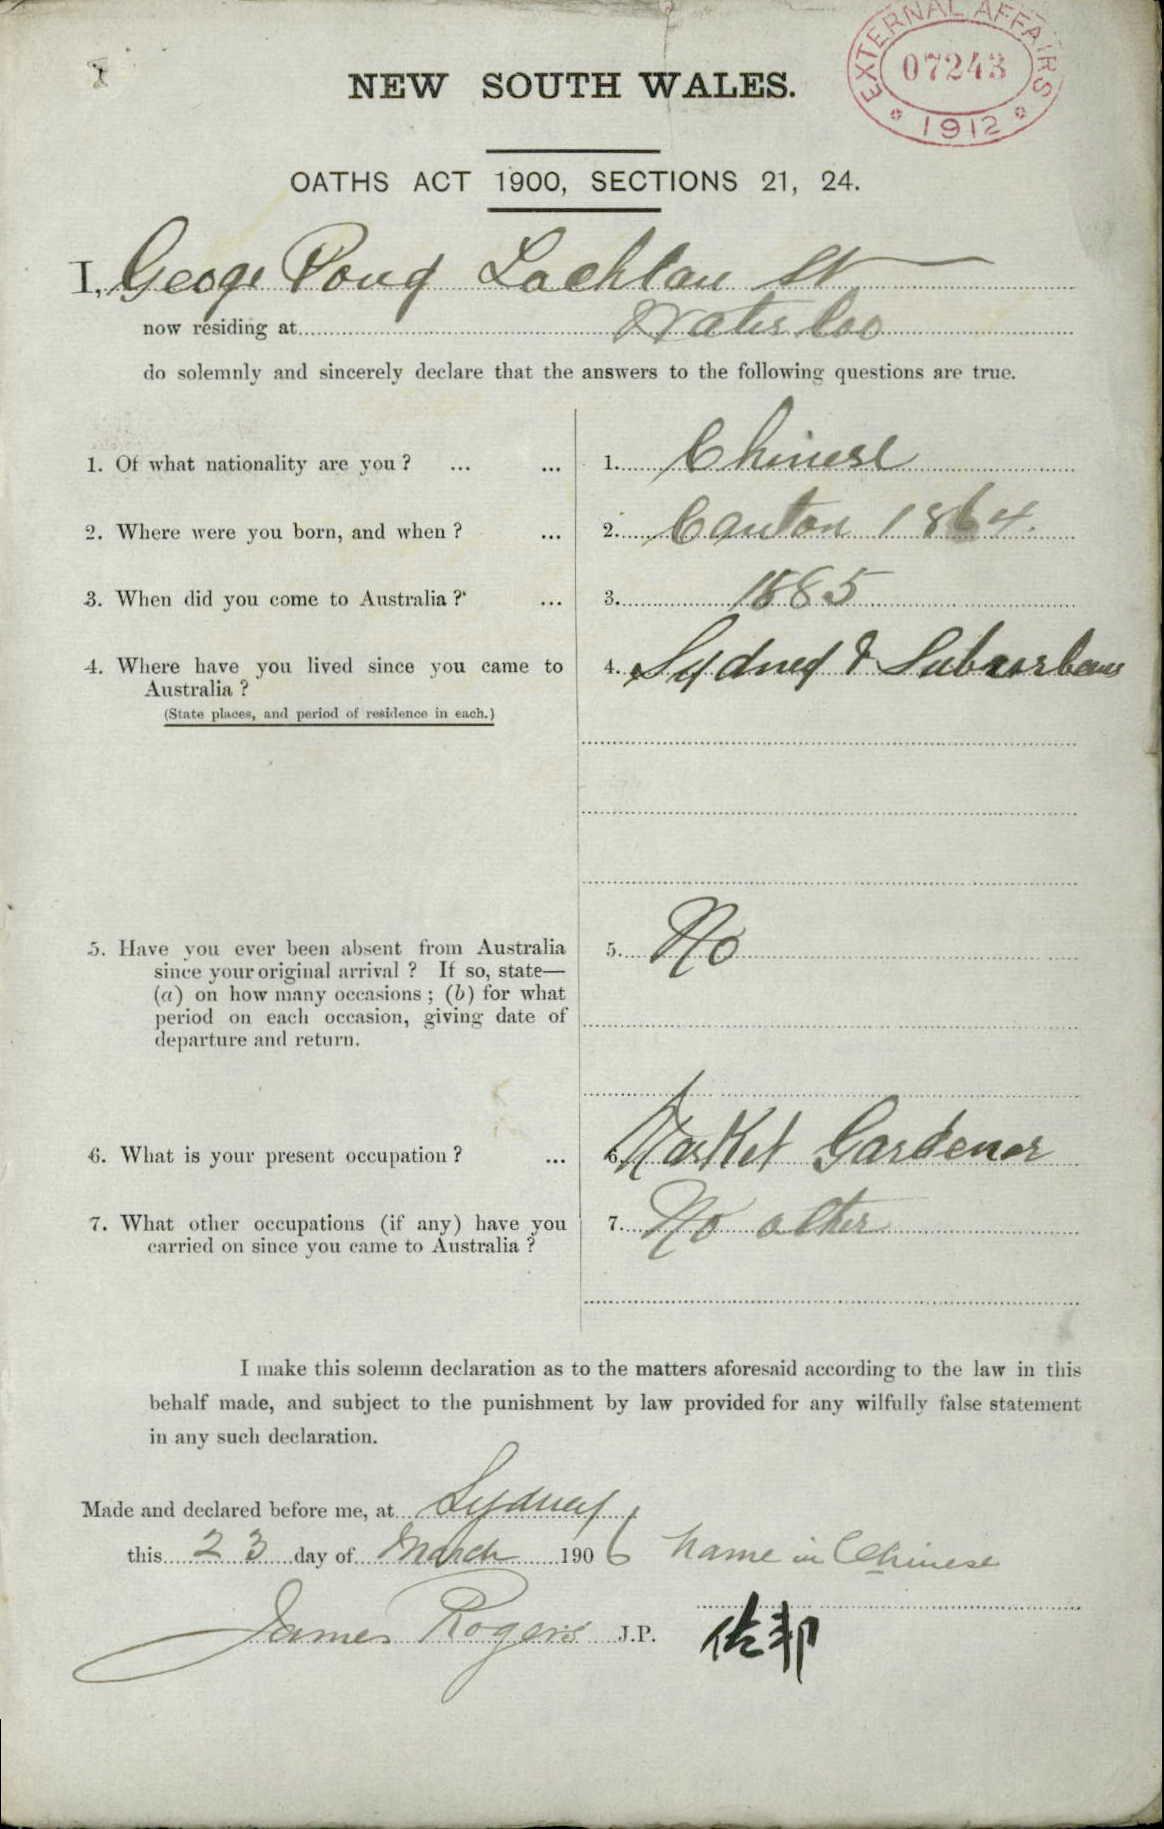 EXTERNAL AFFAIRS
07243
1912
NEW SOUTH WALES.
OATHS ACT 1900, SECTIONS 21, 24.
I, Geoge Poug Lachlan St
now residing at Waterloo
do solemnly and sincerely declare that the answers to the following questions are true.
1. Of what nationality are you? ... ... 1. Chinese
2. Where were you born, and when? ... 2. Canton 1864.
3. When did you come to Australia? ... 3. 1885
4. Where have you lived since you came to 4. Sydney & Suburbans
Australia?
(State places, and period of residence in each.)
5. Have you ever been absent from Australia 5. No
since your original arrival? If so, state—
(a) on how many occasions; (b) for what
period on each occasion, giving date of
departure and return.
6. What is your present occupation? ... 6. Market Gardener
7. What other occupations (if any) have you 7. No other
carried on since you came to Australia?
I make this solemn declaration as to the matters aforesaid according to the law in this
behalf made, and subject to the punishment by law provided for any wilfully false statement
in any such declaration.
Made and declared before me, at Sydney
this 23 day of March 1906 Name in Chinese
James Rogers J.P. 佐邦